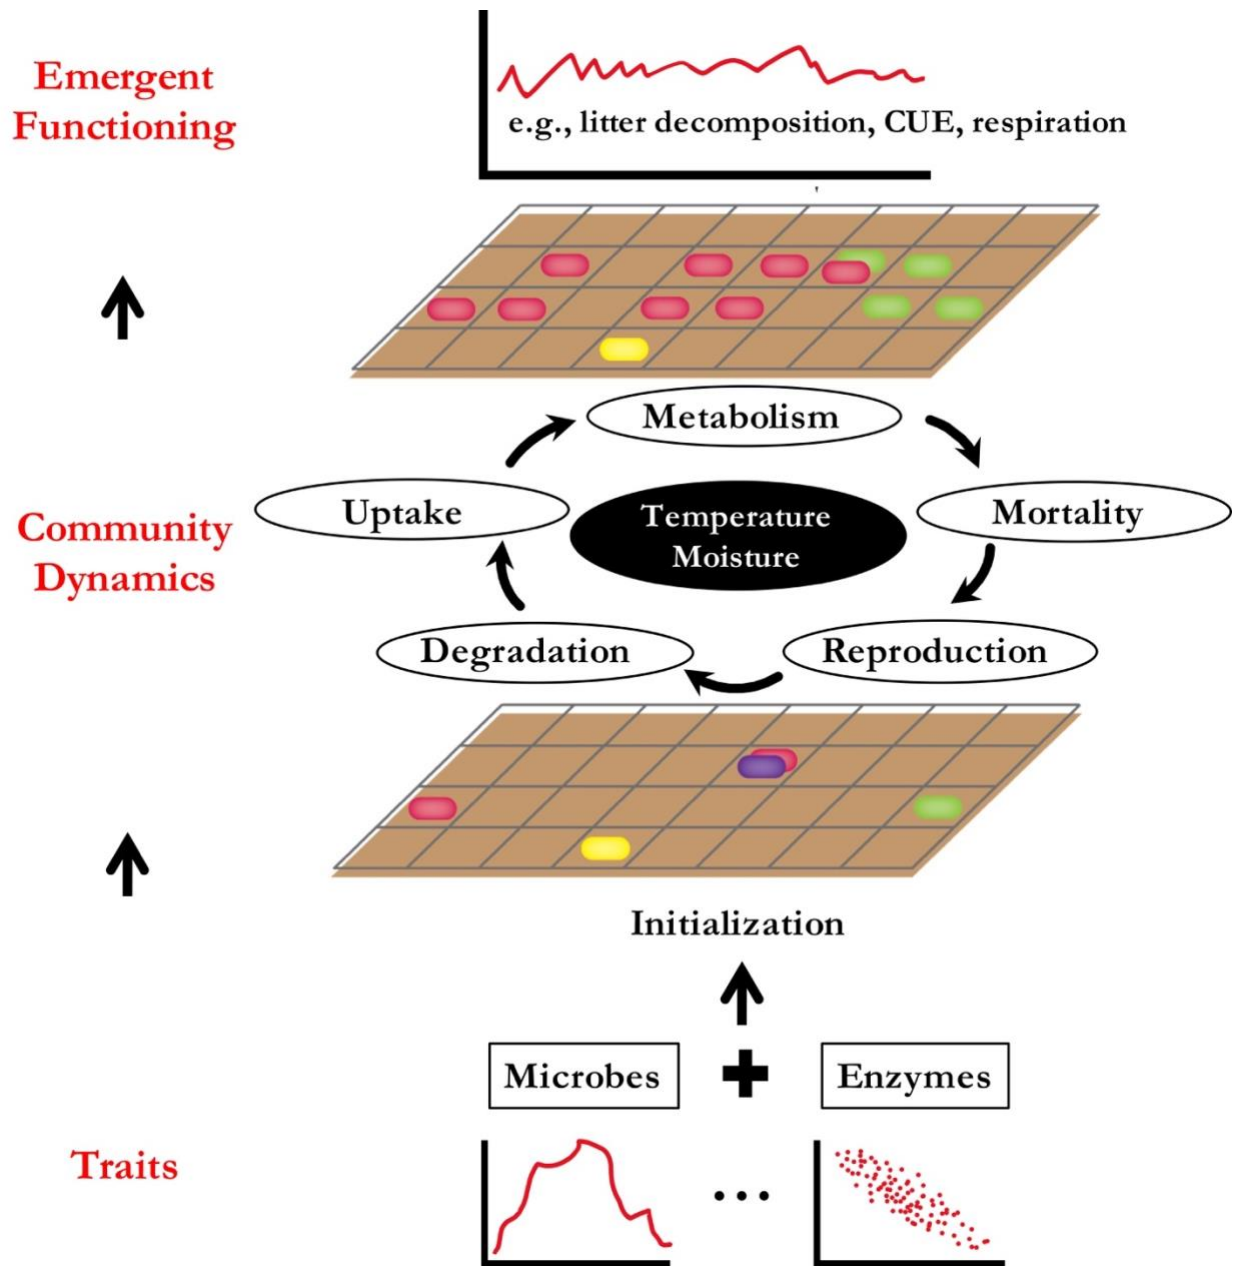 Emergent
Functioning
e.g., litter decomposition, CUE, respiration
Metabolism
Uptake
Temperature
Moisture
Mortality
Community
Dynamics
Degradation
Reproduction
Initialization
Microbes
Enzymes
Traits